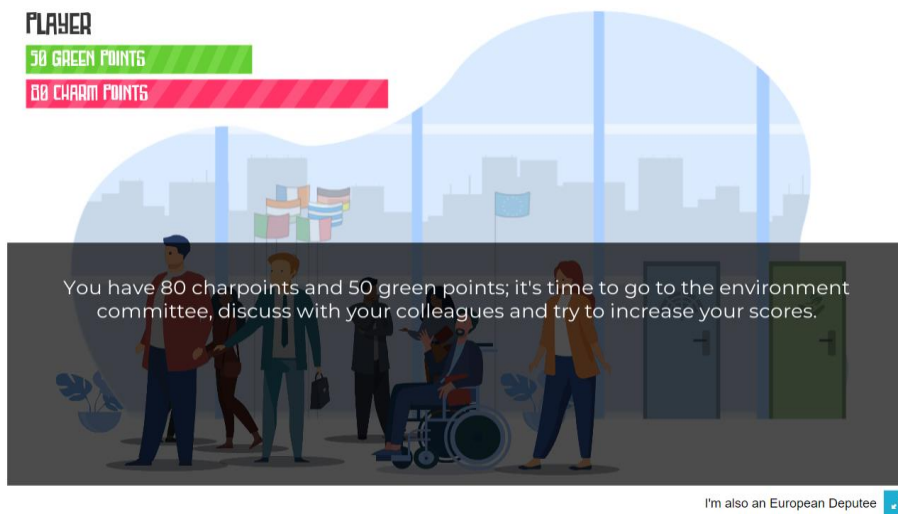 PLAYER
50 GREEN POINTS
80 CHARM POINTS
You have 80 charpoints and 50 green points; it's time to go to the environment
committee, discuss with your colleagues and try to increase your scores.
I'm also an European Deputee